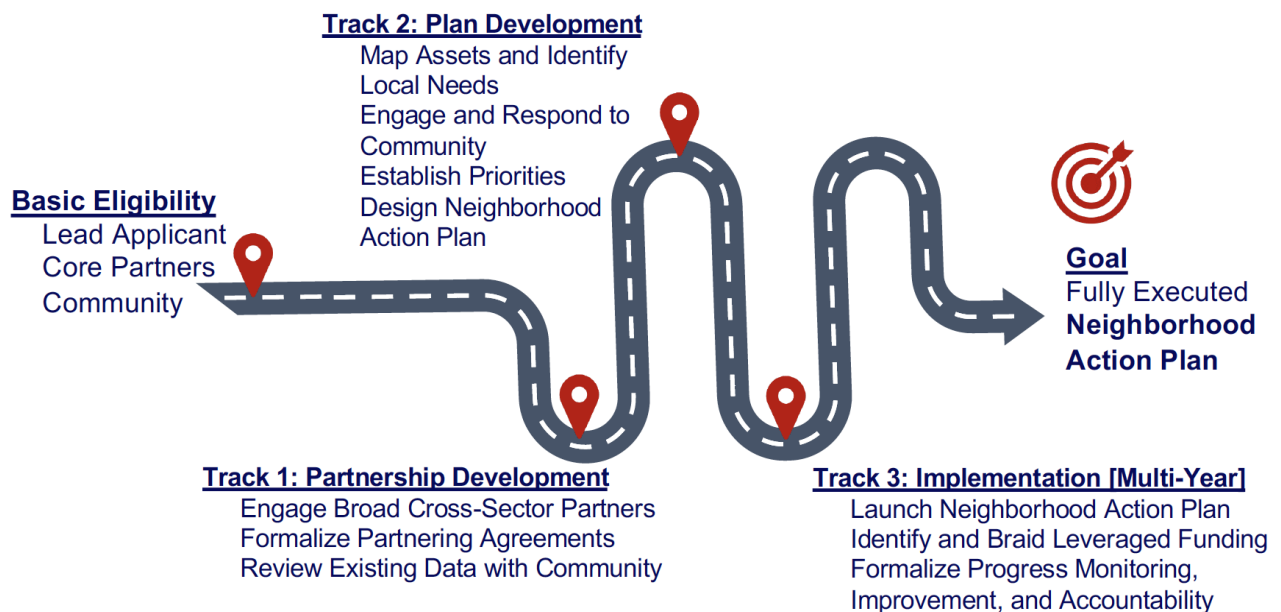 Basic Eligibility
Lead Applicant
Core Partners
Community
Track 1: Partnership Development
Engage Broad Cross-Sector Partners
Formalize Partnering Agreements
Review Existing Data with Community
Track 2: Plan Development
Map Assets and Identify
Local Needs
Engage and Respond to
Community
Establish Priorities
Design Neighborhood
Action Plan
Track 3: Implementation [Multi-Year]
Launch Neighborhood Action Plan
Identify and Braid Leveraged Funding
Formalize Progress Monitoring,
Improvement, and Accountability
Goal
Fully Executed
Neighborhood
Action Plan